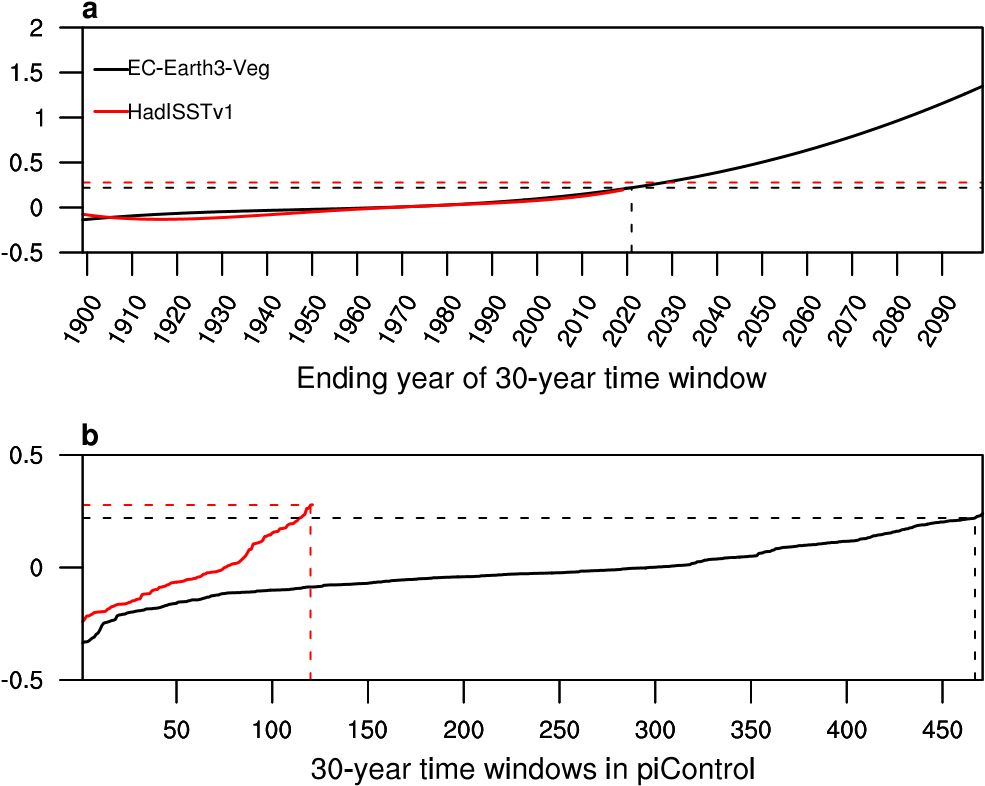 a
2
1.5
1
0.5
0
-0.5
EC-Earth3-Veg
HadISSTv1
1900 1910 1920 1930 1940 1950 1960 1970 1980 1990 2000 2010 2020 2030 2040 2050 2060 2070 2080 2090
Ending year of 30-year time window
b
0.5
0
-0.5
50 100 150 200 250 300 350 400 450
30-year time windows in piControl